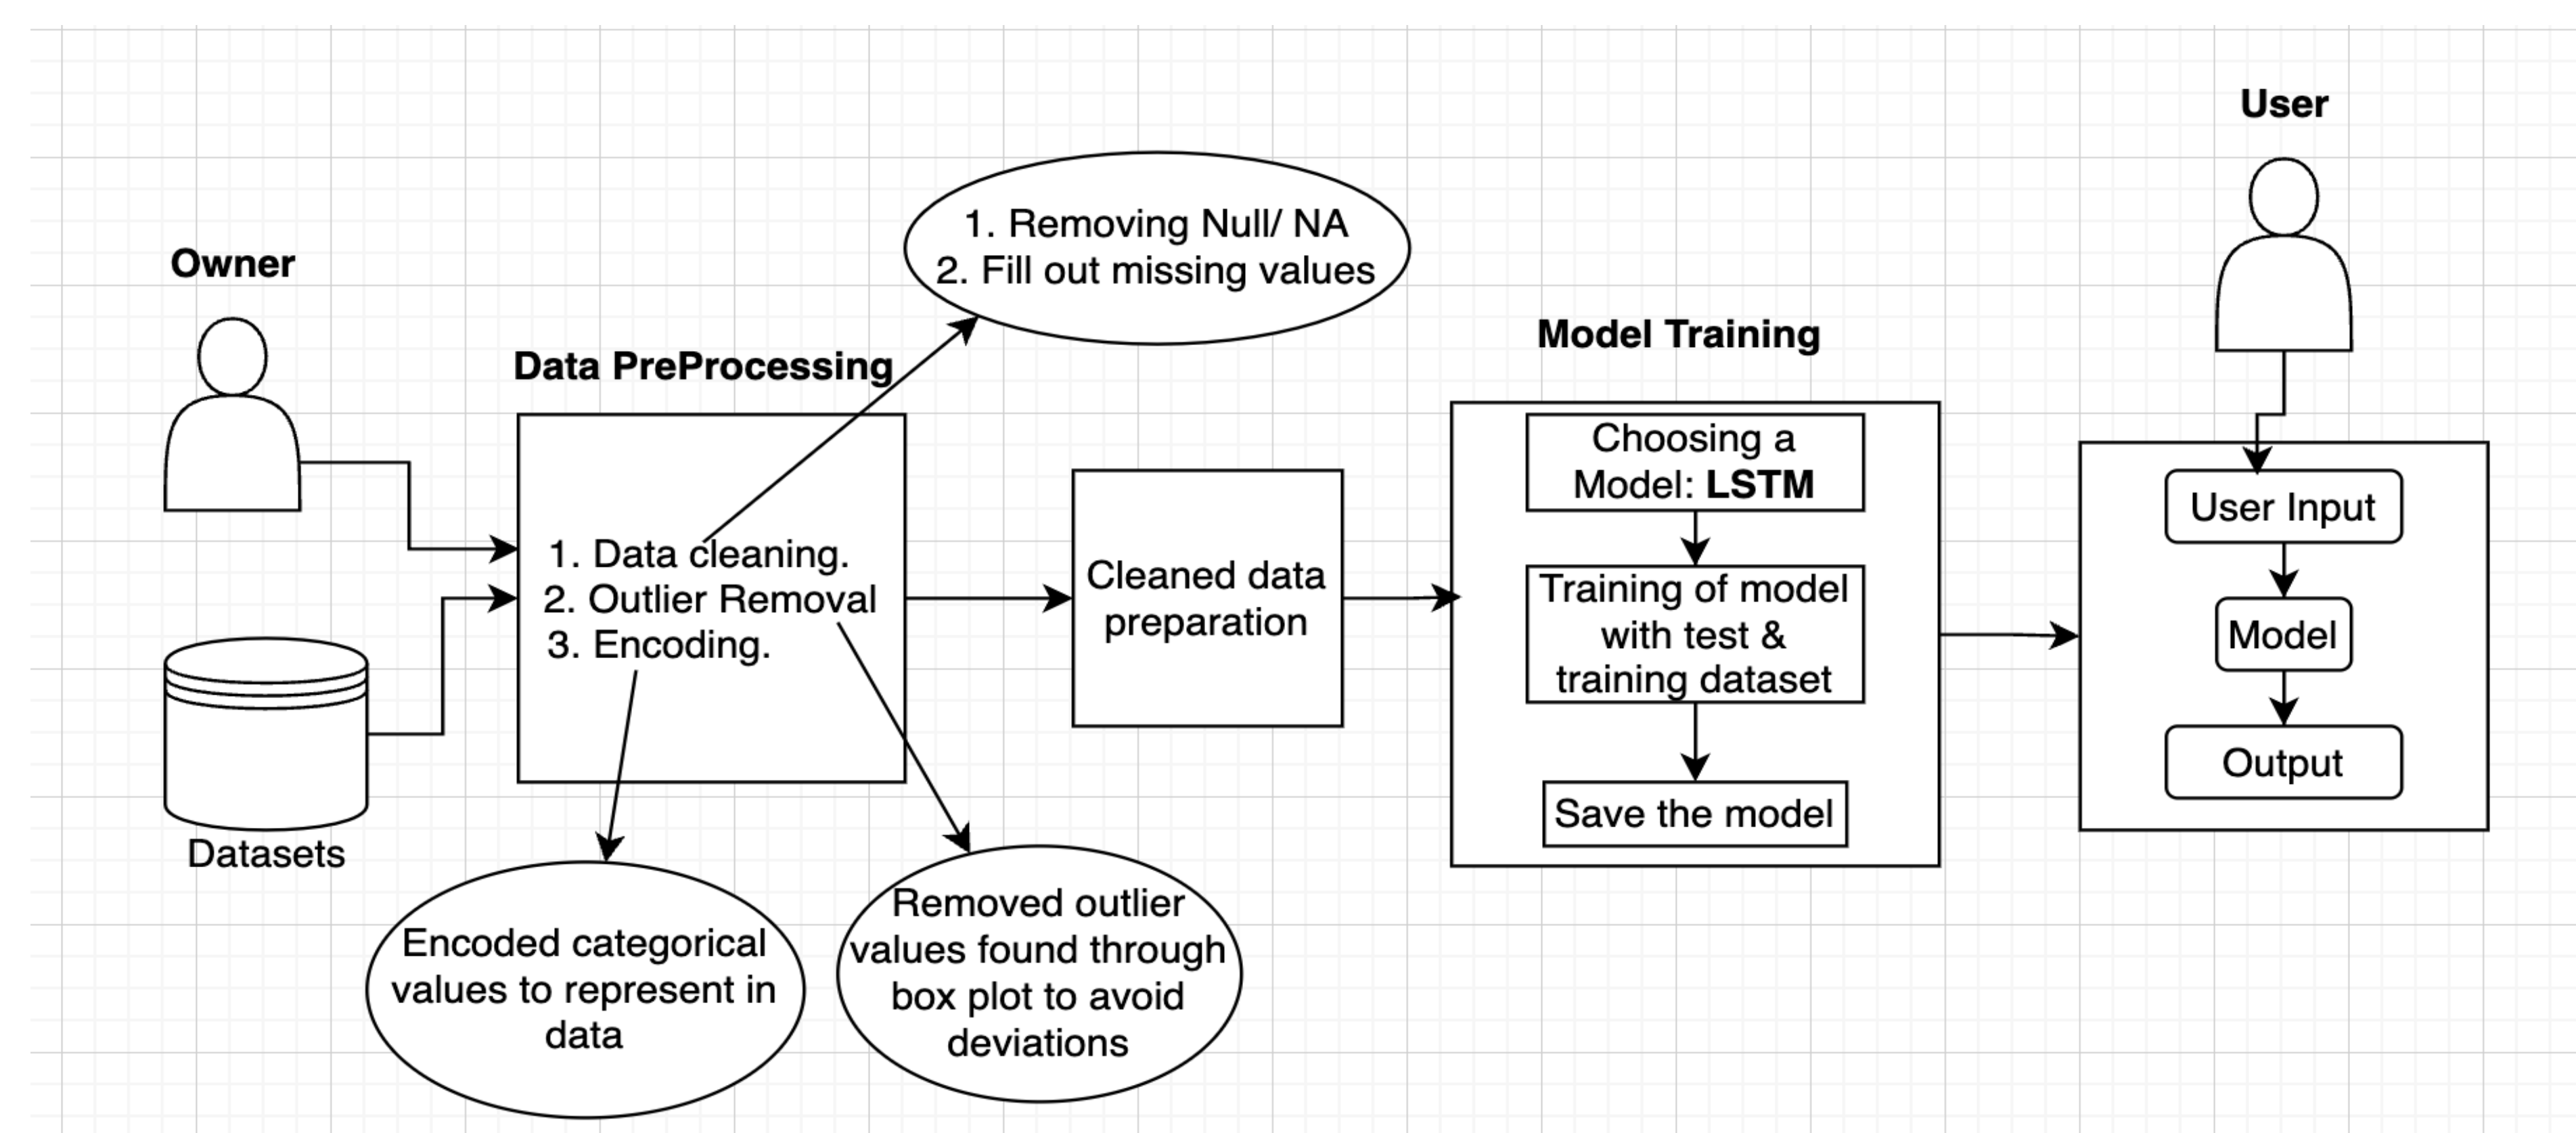 Owner
Datasets
Data PreProcessing
1. Data cleaning.
2. Outlier Removal
3. Encoding.
1. Removing Null/ NA
2. Fill out missing values
Encoded categorical
values to represent in
data
Removed outlier
values found through
box plot to avoid
deviations
Cleaned data
preparation
Model Training
Choosing a
Model: LSTM
Training of model
with test &
training dataset
Save the model
User
User Input
Model
Output